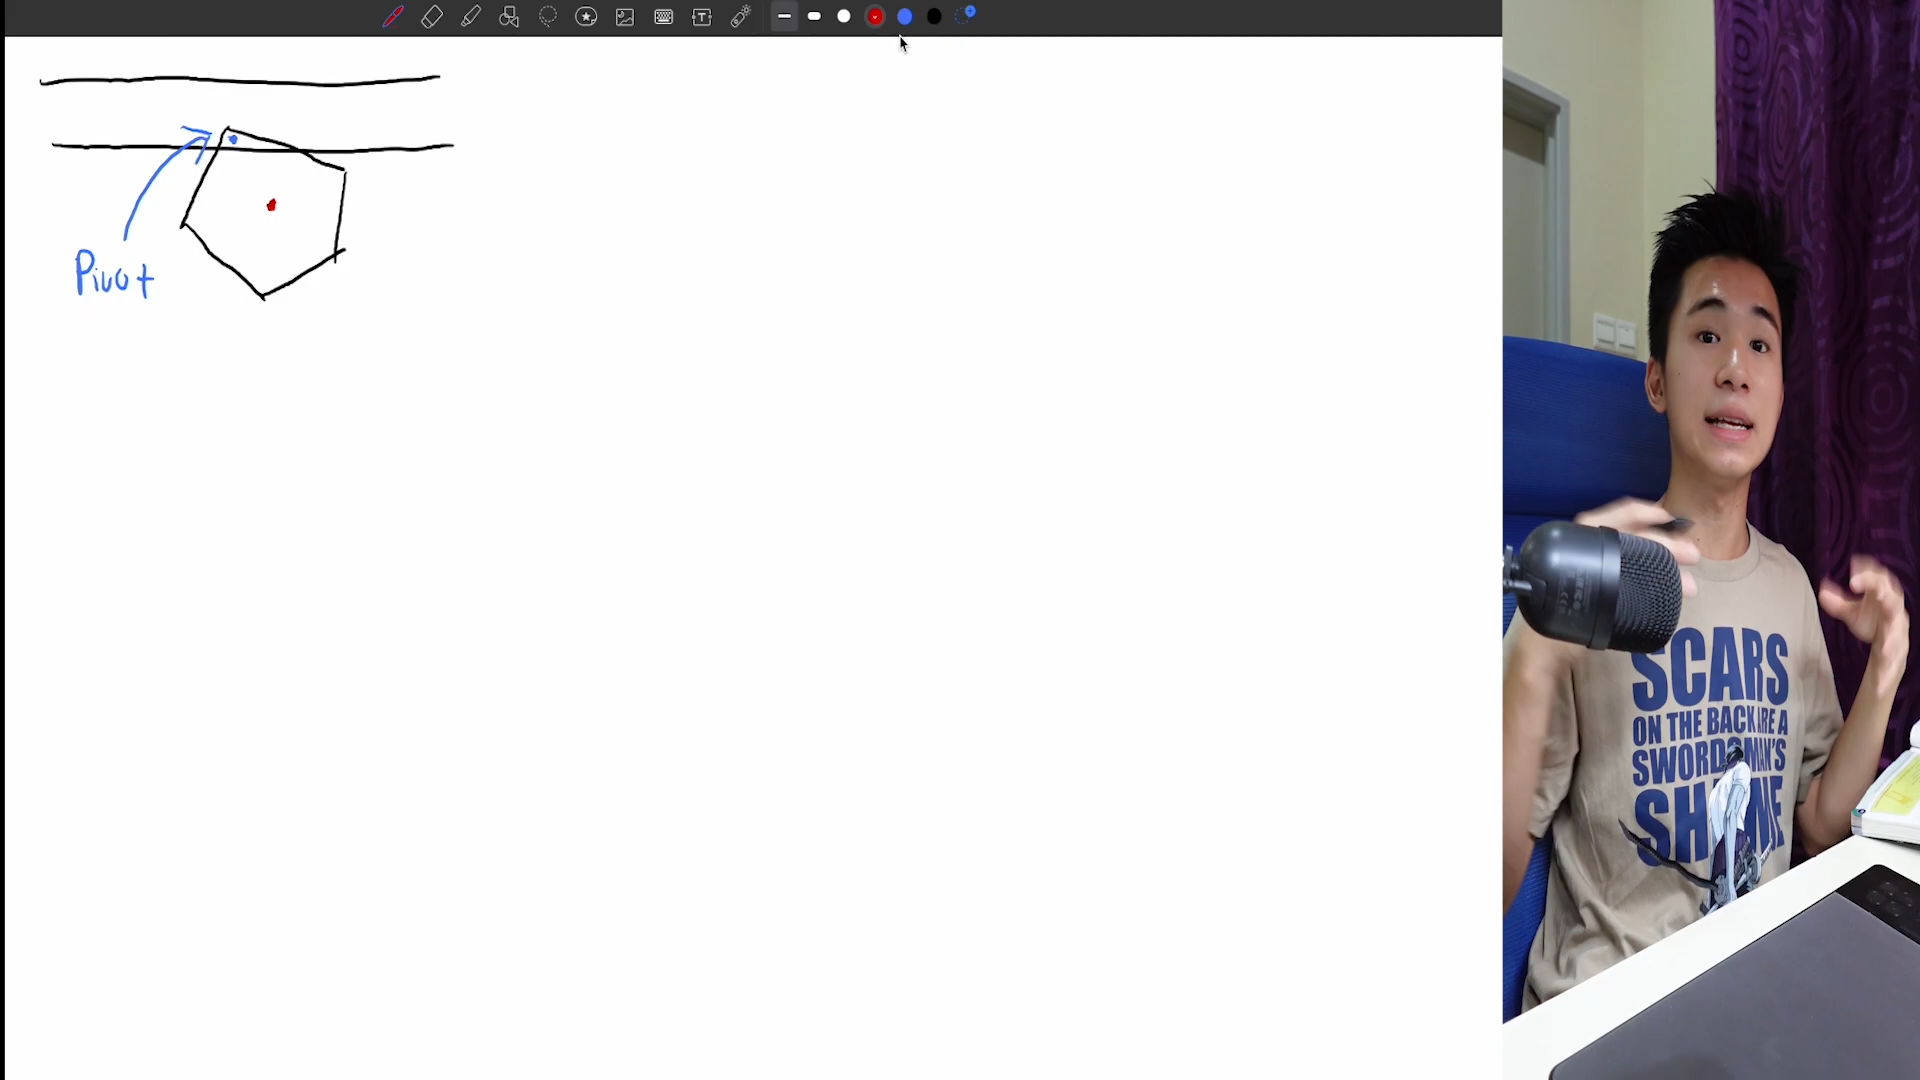 Pivot
SCARS
ON THE BACK ARE A
SWORDSMAN'S
SHAME